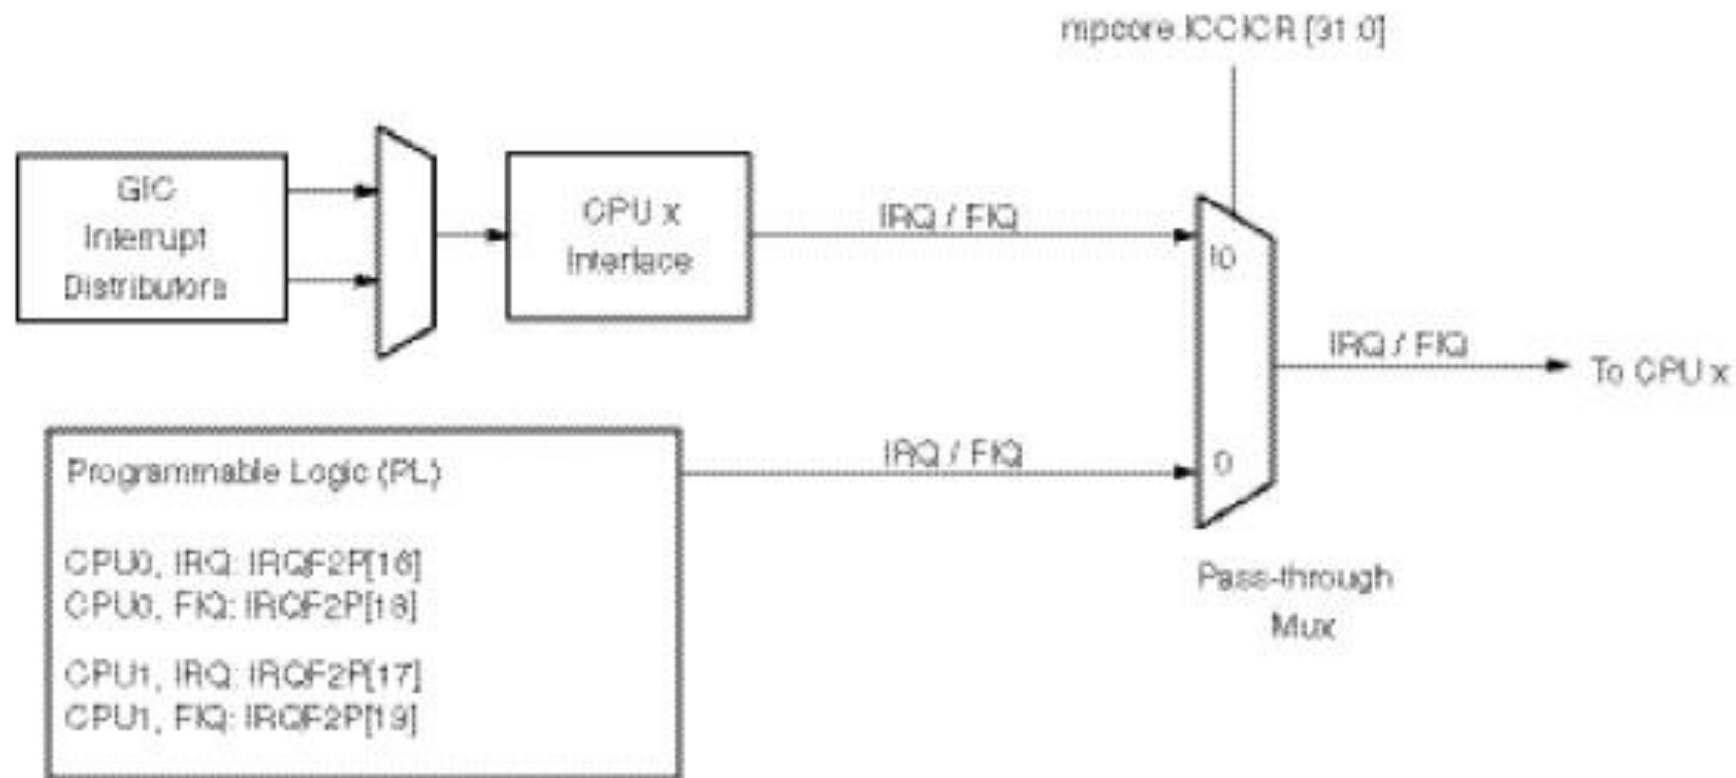 mpcore.ICCICR [31:0]
GIC
Interrupt
Distributors
CPU x
Interface
IRQ / FIQ
IRQ / FIQ
To CPU x
IRQ / FIQ
0
Programmable Logic (PL)
CPU0, IRQ: IRQF2P[16]
CPU0, FIQ: IRQF2P[18]
CPU1, IRQ: IRQF2P[17]
CPU1, FIQ: IRQF2P[19]
Pass-through
Mux